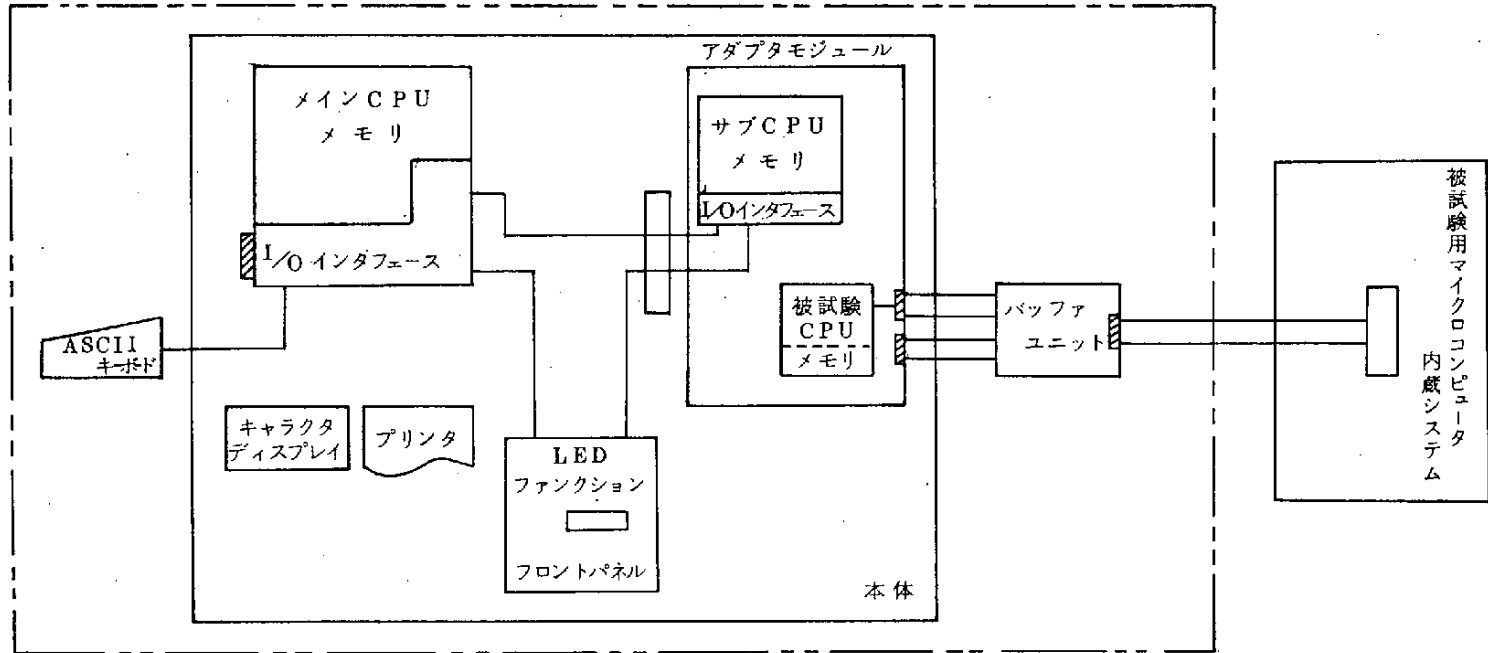 アダプタモジュール
メインCPU
メモリ
サブCPU
メモリ
I/Oインタフェース
I/Oインタフェース
ASCII
キーボード
被試験
CPU
メモリ
バッファ
ユニット
被試験用マイクロコンピュータ
内蔵システム
キャラクタ
ディスプレイ
プリンタ
LED
ファンクション
フロントパネル
本体